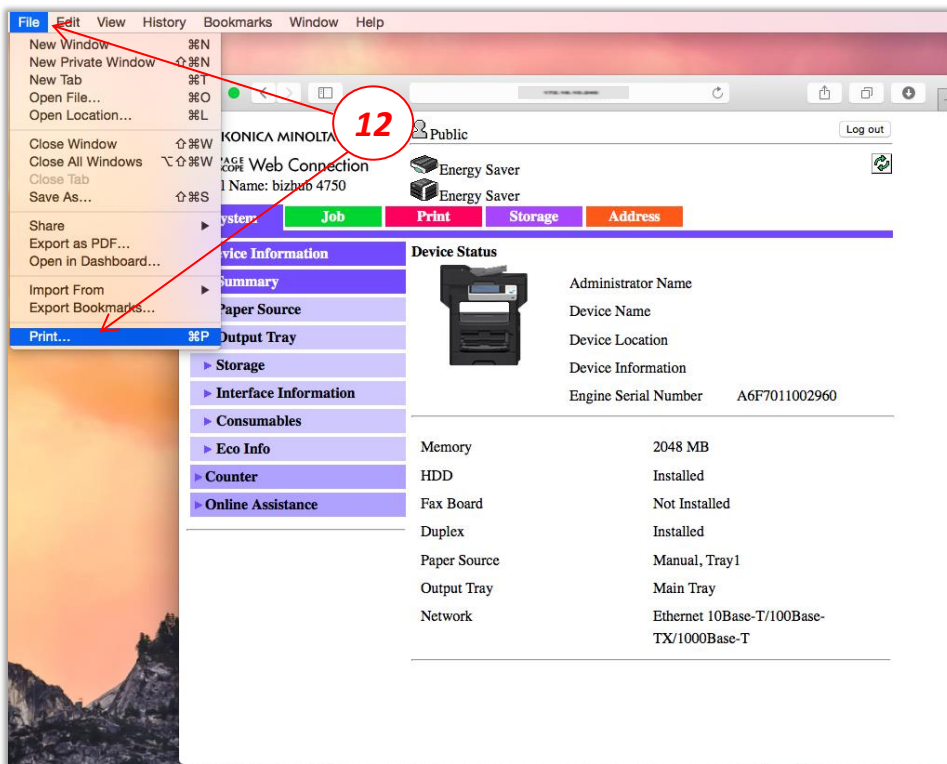 File Edit View History Bookmarks Window Help
New Window ⌘N
New Private Window ⇧⌘N
New Tab ⌘T
Open File... ⌘O
Open Location... ⌘L
Close Window ⇧⌘W
Close All Windows ⌥⇧⌘W
Close Tab
Save As... ⇧⌘S
Share ▶
Export as PDF...
Open in Dashboard...
Import From ▶
Export Bookmarks...
Print... ⌘P
12
KONICA MINOLTA
Web Connection
Name: bizhub 4750
Public
Log out
Energy Saver
Energy Saver
ystem Job Print Storage Address
vice Information
Summary
Paper Source
Output Tray
▶ Storage
▶ Interface Information
▶ Consumables
▶ Eco Info
▶ Counter
▶ Online Assistance
Device Status
Administrator Name
Device Name
Device Location
Device Information
Engine Serial Number A6F7011002960
Memory 2048 MB
HDD Installed
Fax Board Not Installed
Duplex Installed
Paper Source Manual, Tray1
Output Tray Main Tray
Network Ethernet 10Base-T/100Base-
TX/1000Base-T